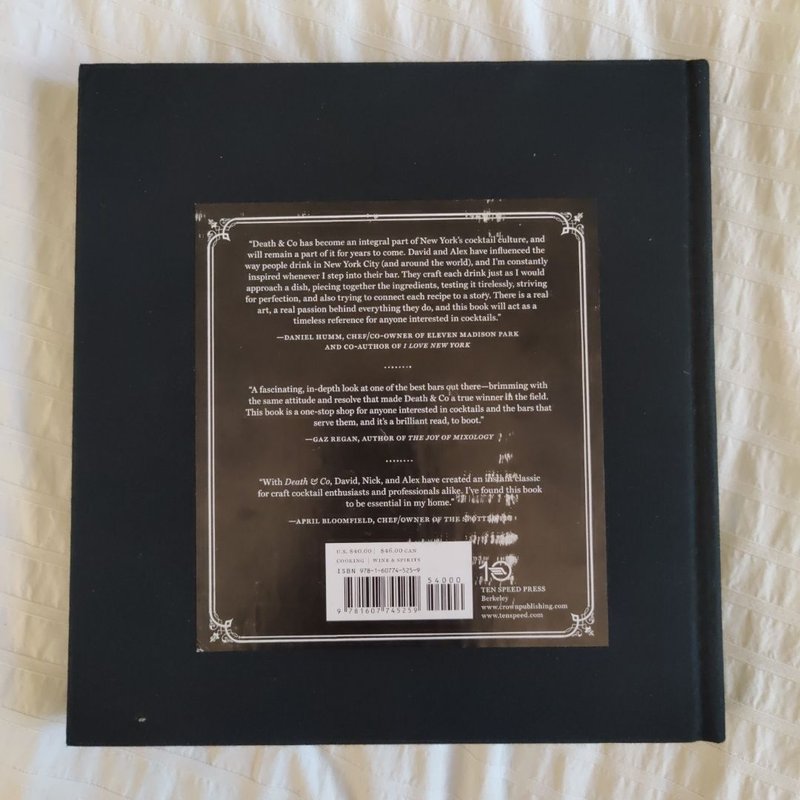 “Death & Co has become an integral part of New York’s cocktail culture, and
will remain a part of it for years to come. David and Alex have influenced the
way people drink in New York City (and around the world), and I’m constantly
inspired whenever I step into their bar. They craft each drink just as I would
approach a dish, piecing together the ingredients, testing it tirelessly, striving
for perfection, and also trying to connect each recipe to a story. There is a real
art, a real passion behind everything they do, and this book will act as a
timeless reference for anyone interested in cocktails.”
—DANIEL HUMM, CHEF/CO-OWNER OF ELEVEN MADISON PARK
AND CO-AUTHOR OF I LOVE NEW YORK
“A fascinating, in-depth look at one of the best bars out there—brimming with
the same attitude and resolve that made Death & Co a true winner in the field.
This book is a one-stop shop for anyone interested in cocktails and the bars that
serve them, and it’s a brilliant read, to boot.”
—GAZ REGAN, AUTHOR OF THE JOY OF MIXOLOGY
“With Death & Co, David, Nick, and Alex have created an instant classic
for craft cocktail enthusiasts and professionals alike. I’ve found this book
to be essential in my home.”
—APRIL BLOOMFIELD, CHEF/OWNER OF THE
U.S. $40.00 | $46.00 CAN
COOKING | WINE & SPIRITS
ISBN 978-1-60774-525-9
54000
9 781607 745259
10
TEN SPEED PRESS
Berkeley
www.crownpublishing.com
www.tenspeed.com